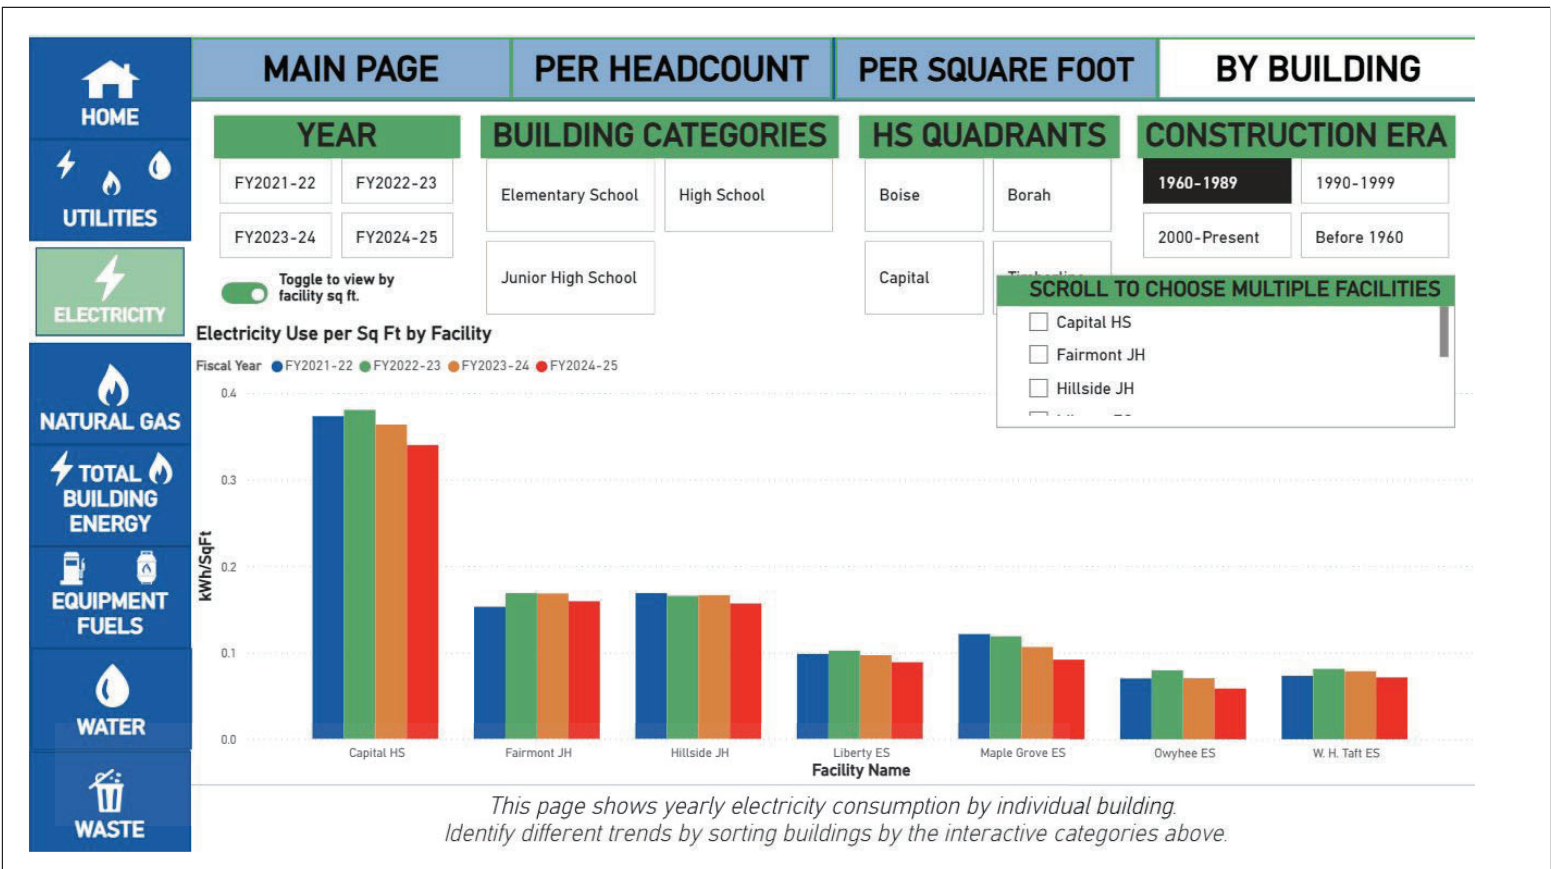 MAIN PAGE
PER HEADCOUNT
PER SQUARE FOOT
BY BUILDING
HOME
UTILITIES
ELECTRICITY
NATURAL GAS
TOTAL
BUILDING
ENERGY
EQUIPMENT
FUELS
WATER
WASTE
YEAR
FY2021-22
FY2022-23
FY2023-24
FY2024-25
Toggle to view by
facility sq ft.
BUILDING CATEGORIES
Elementary School
High School
Junior High School
HS QUADRANTS
Boise
Borah
Capital
CONSTRUCTION ERA
1960-1989
1990-1999
2000-Present
Before 1960
SCROLL TO CHOOSE MULTIPLE FACILITIES
Capital HS
Fairmont JH
Hillside JH
Electricity Use per Sq Ft by Facility
Fiscal Year FY2021-22 FY2022-23 FY2023-24 FY2024-25
kWh/SqFt
0.4
0.3
0.2
0.1
0.0
Capital HS
Fairmont JH
Hillside JH
Liberty ES
Maple Grove ES
Owyhee ES
W. H. Taft ES
Facility Name
This page shows yearly electricity consumption by individual building.
Identify different trends by sorting buildings by the interactive categories above.